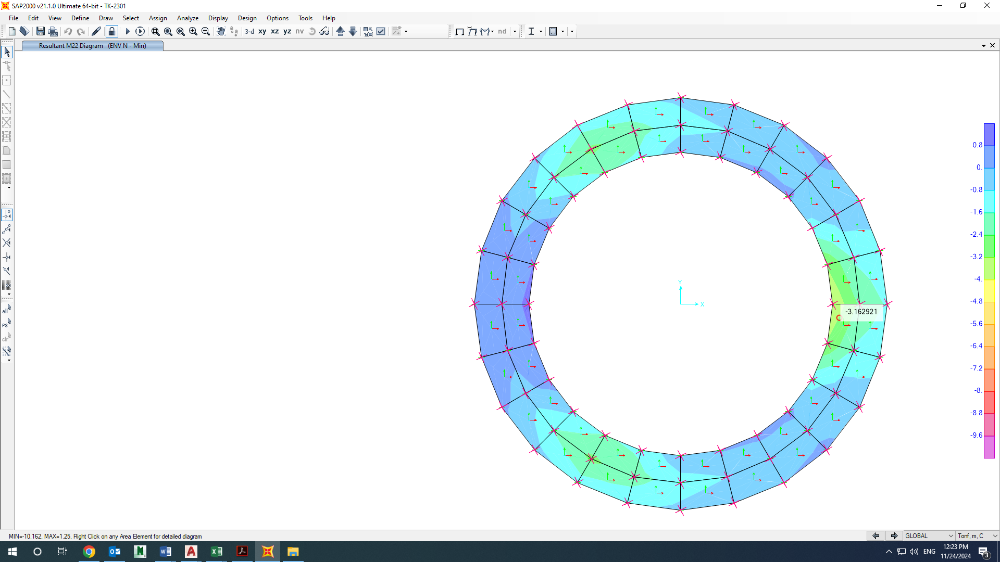 SAP2000 v21.1.0 Ultimate 64-bit - TK-2301
File Edit View Define Draw Select Assign Analyze Display Design Options Tools Help
3-d xy xz yz nv nd
Resultant M22 Diagram (ENV N - Min)
0.8
0.
-0.8
-1.6
-2.4
-3.2
-4.
-4.8
-5.6
-6.4
-7.2
-8.
-8.8
-9.6
Y
X
-3.162921
all
PS
clr
MIN=-10.162, MAX=1.25, Right Click on any Area Element for detailed diagram
GLOBAL
Tonf, m, C
ENG
12:23 PM
11/24/2024
3